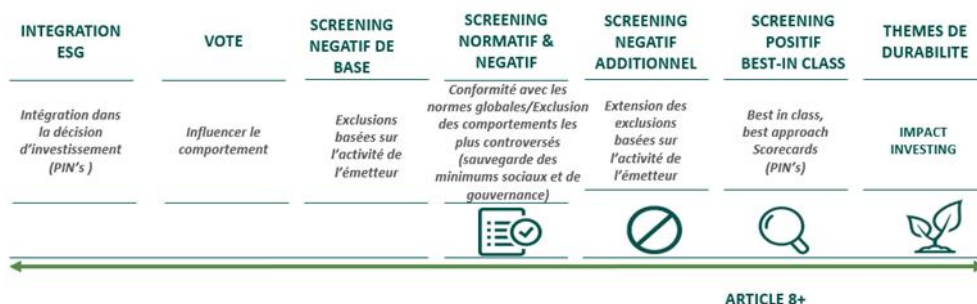 INTEGRATION
ESG
VOTE
SCREENING
NEGATIF DE
BASE
SCREENING
NORMATIF &
NEGATIF
SCREENING
NEGATIF
ADDITIONNEL
SCREENING
POSITIF
BEST-IN CLASS
THEMES DE
DURABILITE
Intégration dans
la décision
d'investissement
(PIN's )
Influencer le
comportement
Exclusions
basées sur
l'activité de
l'émetteur
Conformité avec les
normes globales/Exclusion
des comportements les
plus controversés
(sauvegarde des
minimums sociaux et de
gouvernance)
Extension des
exclusions
basées sur
l'activité de
l'émetteur
Best in class,
best approach
Scorecards
(PIN's)
IMPACT
INVESTING
ARTICLE 8+